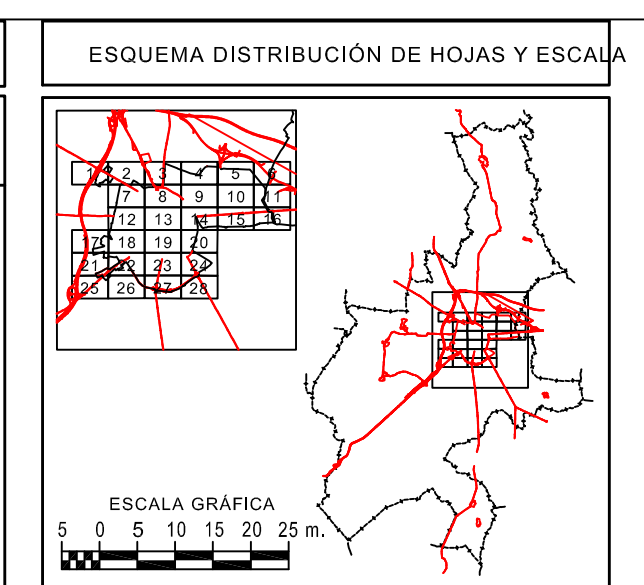 ESQUEMA DISTRIBUCIÓN DE HOJAS Y ESCALA
1 2 3 4 5 6
7 8 9 10 11
12 13 14 15 16
17 18 19 20
21 22 23 24
25 26 27 28
ESCALA GRÁFICA
5 0 5 10 15 20 25 m.